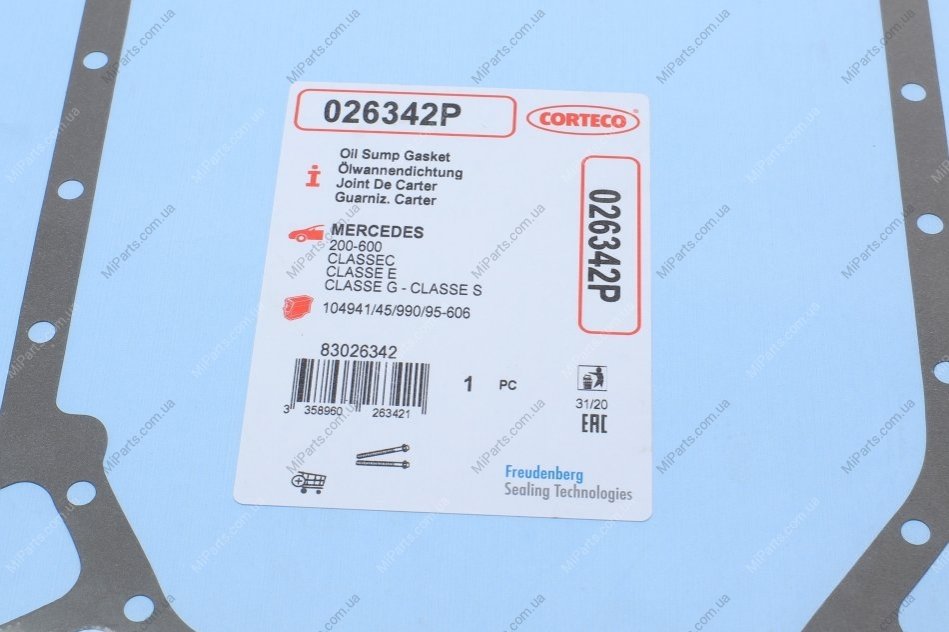 026342P
CORTECO
Oil Sump Gasket
Ölwannendichtung
Joint De Carter
Guarniz. Carter
026342P
MERCEDES
200-600
CLASSEC
CLASSE E
CLASSE G - CLASSE S
104941/45/990/95-606
83026342
1 PC
3 358960 263421
31/20
EAC
Freudenberg
Sealing Technologies
MiParts.com.ua